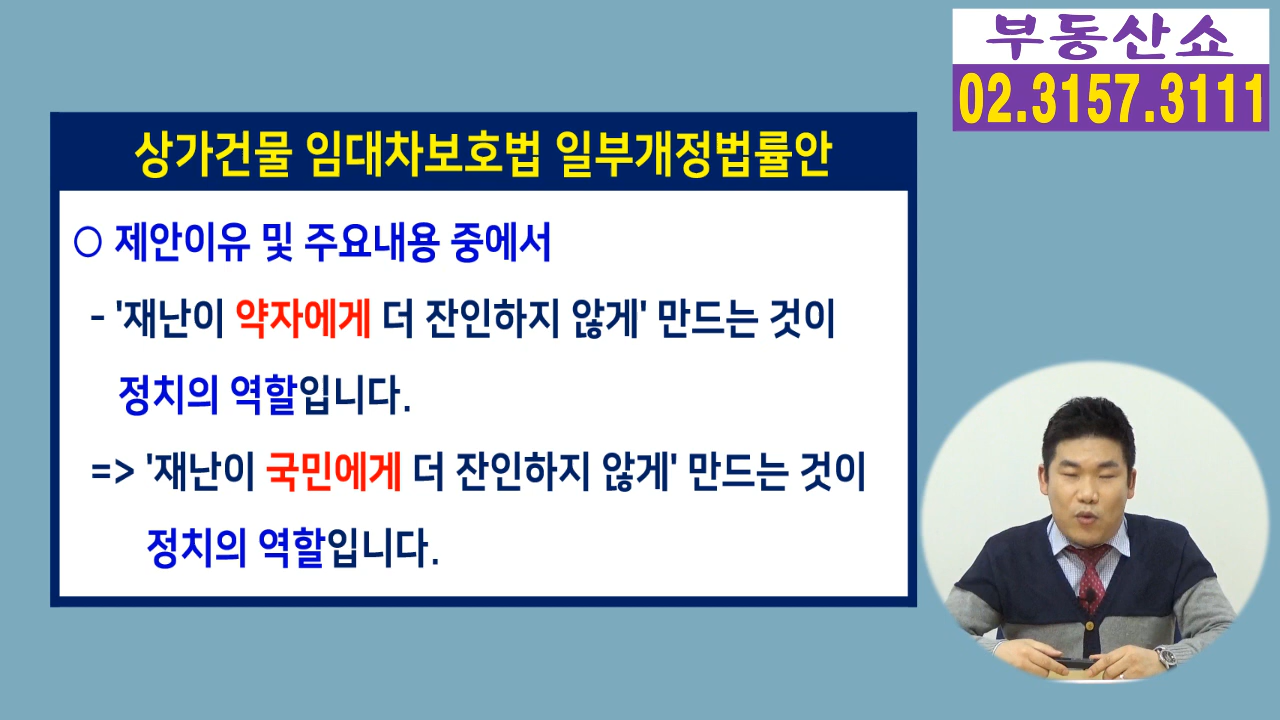 부동산쇼
02.3157.3111
상가건물 임대차보호법 일부개정법률안
○ 제안이유 및 주요내용 중에서
- '재난이 약자에게 더 잔인하지 않게' 만드는 것이
정치의 역할입니다.
=> '재난이 국민에게 더 잔인하지 않게' 만드는 것이
정치의 역할입니다.